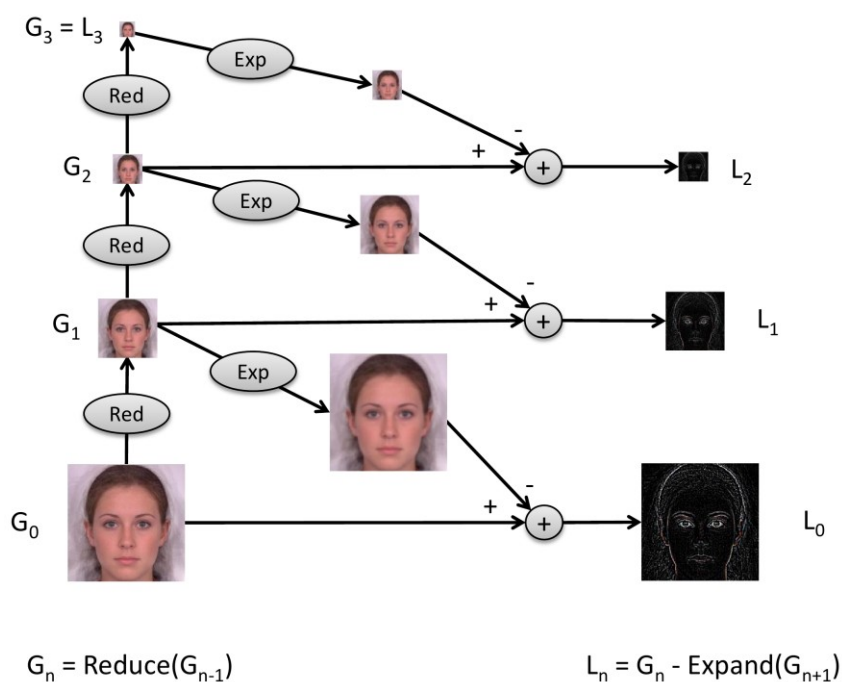 G₃ = L₃
Exp
Red
-
+
+
G₂
L₂
Exp
Red
-
+
+
G₁
L₁
Exp
Red
-
+
+
G₀
L₀
Gₙ = Reduce(Gₙ₋₁)
Lₙ = Gₙ - Expand(Gₙ₊₁)